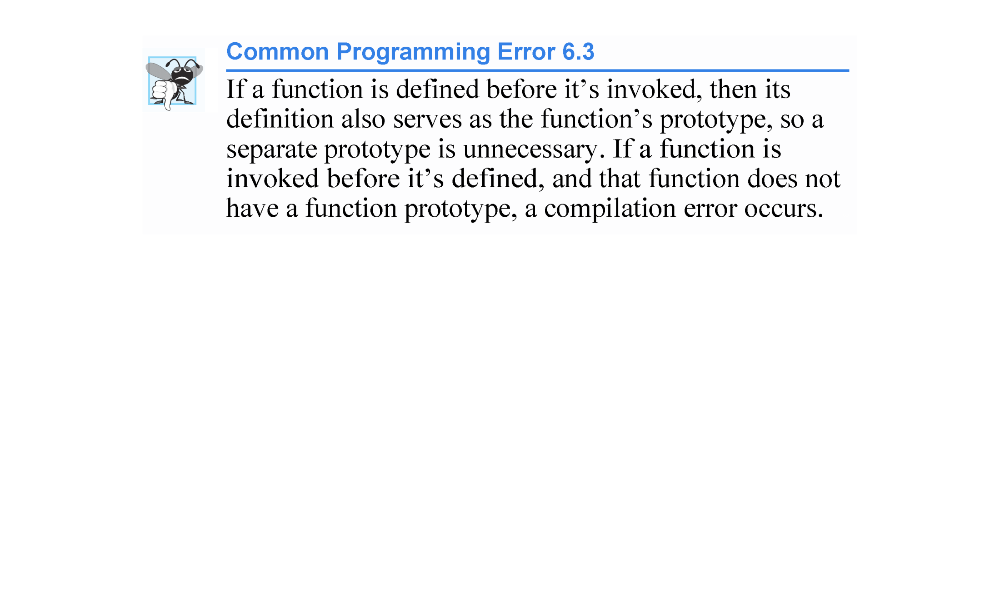 Common Programming Error 6.3
If a function is defined before it’s invoked, then its
definition also serves as the function’s prototype, so a
separate prototype is unnecessary. If a function is
invoked before it’s defined, and that function does not
have a function prototype, a compilation error occurs.